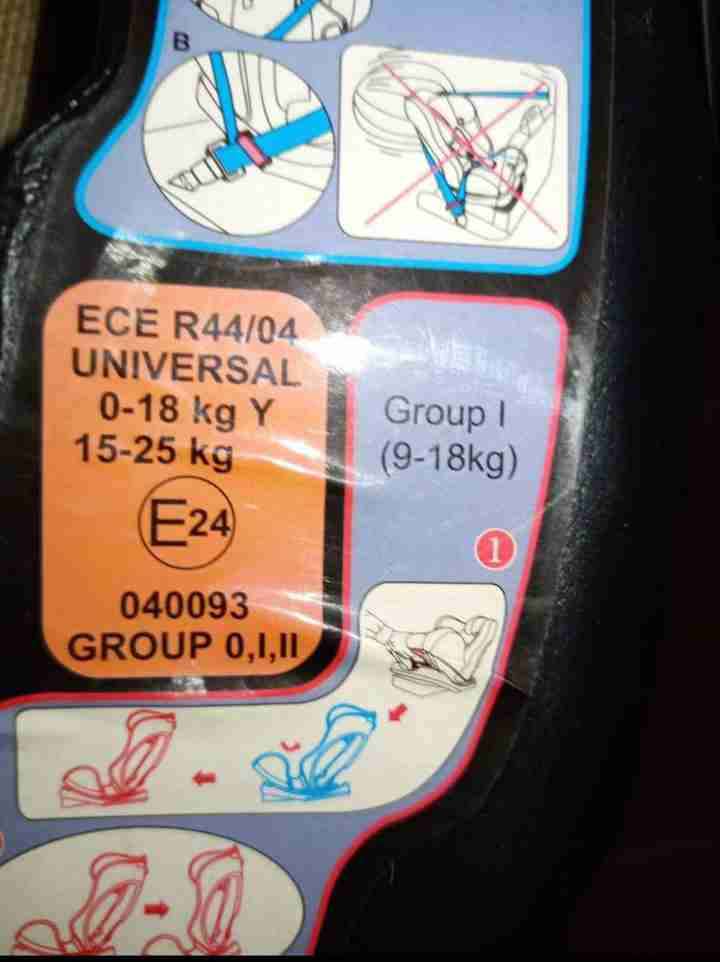 B
ECE R44/04
UNIVERSAL
0-18 kg Y
15-25 kg
E24
040093
GROUP 0,I,II
Group I
(9-18kg)
1